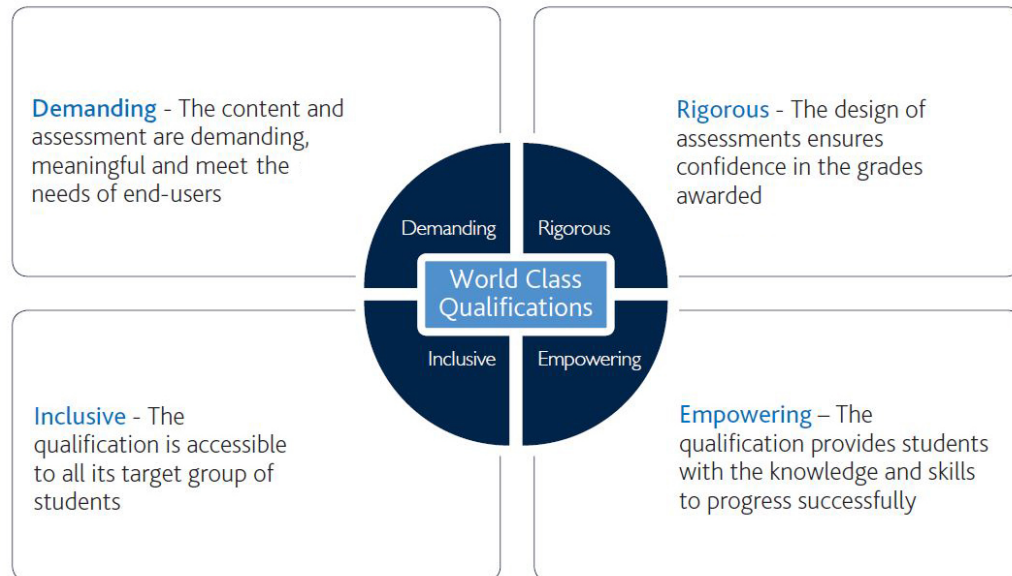 Demanding - The content and
assessment are demanding,
meaningful and meet the
needs of end-users
Rigorous - The design of
assessments ensures
confidence in the grades
awarded
Demanding
Rigorous
World Class
Qualifications
Inclusive
Empowering
Inclusive - The
qualification is accessible
to all its target group of
students
Empowering – The
qualification provides students
with the knowledge and skills
to progress successfully